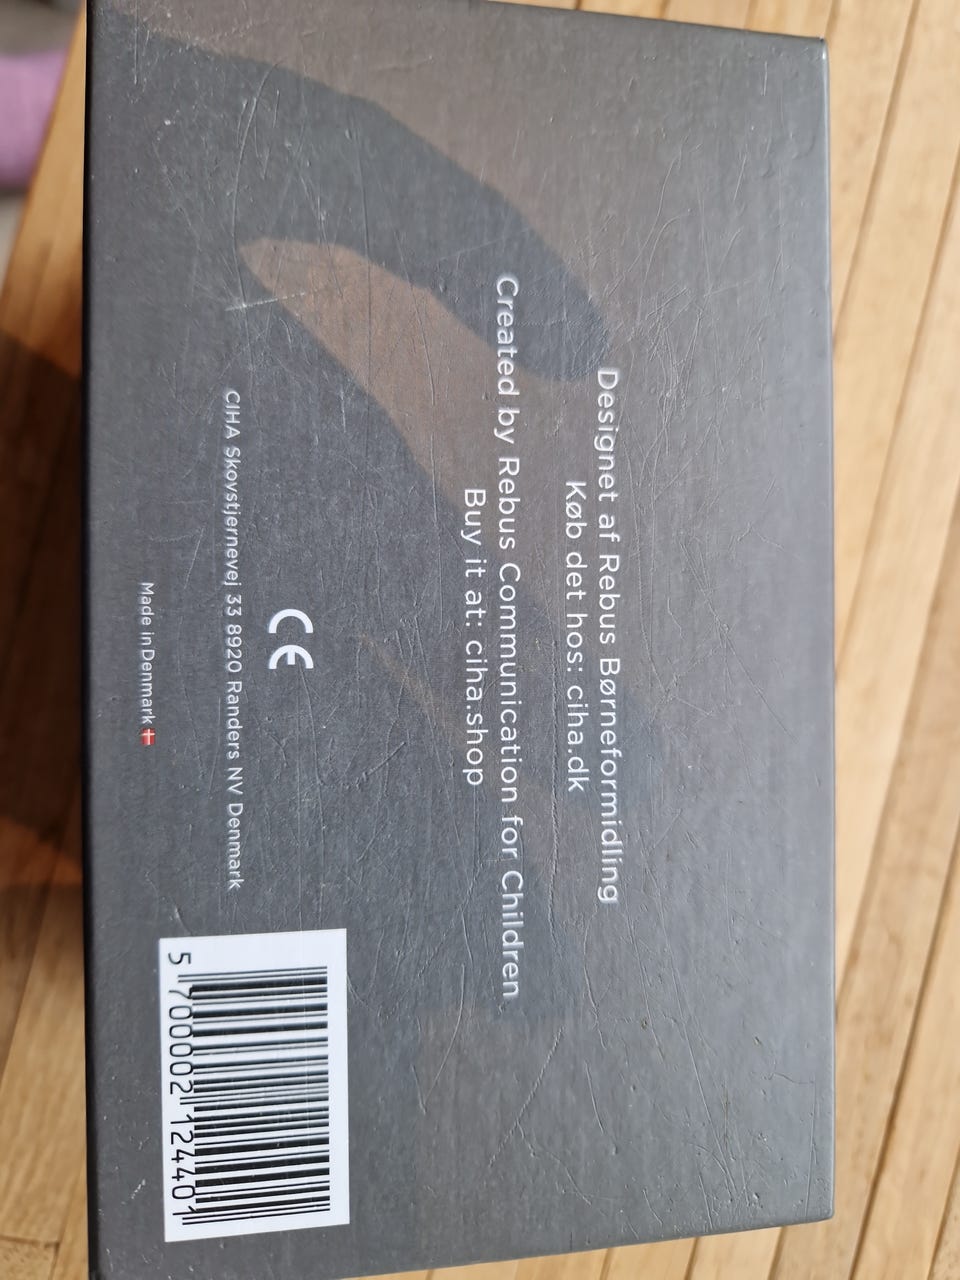 Designet af Rebus Børneformidling
Køb det hos: ciha.dk
Created by Rebus Communication for Children
Buy it at: ciha.shop
CE
CIHA Skovstjernevej 33 8920 Randers NV Denmark
Made in Denmark
5 700002 124401